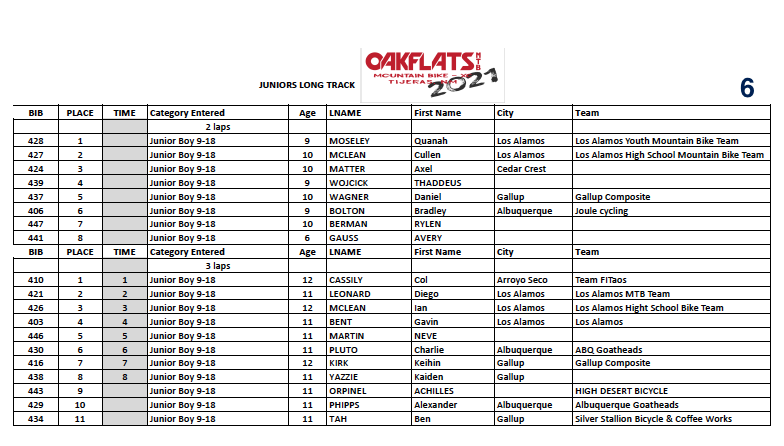 OAKFLATS MTB
MOUNTAIN BIKE - X
TIJERAS, NM
2021
JUNIORS LONG TRACK
6
BIB PLACE TIME Category Entered Age LNAME First Name City Team
2 laps
428 1 Junior Boy 9-18 9 MOSELEY Quanah Los Alamos Los Alamos Youth Mountain Bike Team
427 2 Junior Boy 9-18 10 MCLEAN Cullen Los Alamos Los Alamos High School Mountain Bike Team
424 3 Junior Boy 9-18 10 MATTER Axel Cedar Crest
439 4 Junior Boy 9-18 9 WOJCICK THADDEUS
437 5 Junior Boy 9-18 10 WAGNER Daniel Gallup Gallup Composite
406 6 Junior Boy 9-18 9 BOLTON Bradley Albuquerque Joule cycling
447 7 Junior Boy 9-18 10 BERMAN RYLEN
441 8 Junior Boy 9-18 6 GAUSS AVERY
BIB PLACE TIME Category Entered Age LNAME First Name City Team
3 laps
410 1 1 Junior Boy 9-18 12 CASSILY Col Arroyo Seco Team FITaos
421 2 2 Junior Boy 9-18 11 LEONARD Diego Los Alamos Los Alamos MTB Team
426 3 3 Junior Boy 9-18 12 MCLEAN Ian Los Alamos Los Alamos Hight School Bike Team
403 4 4 Junior Boy 9-18 11 BENT Gavin Los Alamos Los Alamos
446 5 5 Junior Boy 9-18 11 MARTIN NEVE
430 6 6 Junior Boy 9-18 11 PLUTO Charlie Albuquerque ABQ Goatheads
416 7 7 Junior Boy 9-18 12 KIRK Keihin Gallup Gallup Composite
438 8 8 Junior Boy 9-18 11 YAZZIE Kaiden Gallup
443 9 Junior Boy 9-18 11 ORPINEL ACHILLES HIGH DESERT BICYCLE
429 10 Junior Boy 9-18 11 PHIPPS Alexander Albuquerque Albuquerque Goatheads
434 11 Junior Boy 9-18 11 TAH Ben Gallup Silver Stallion Bicycle & Coffee Works